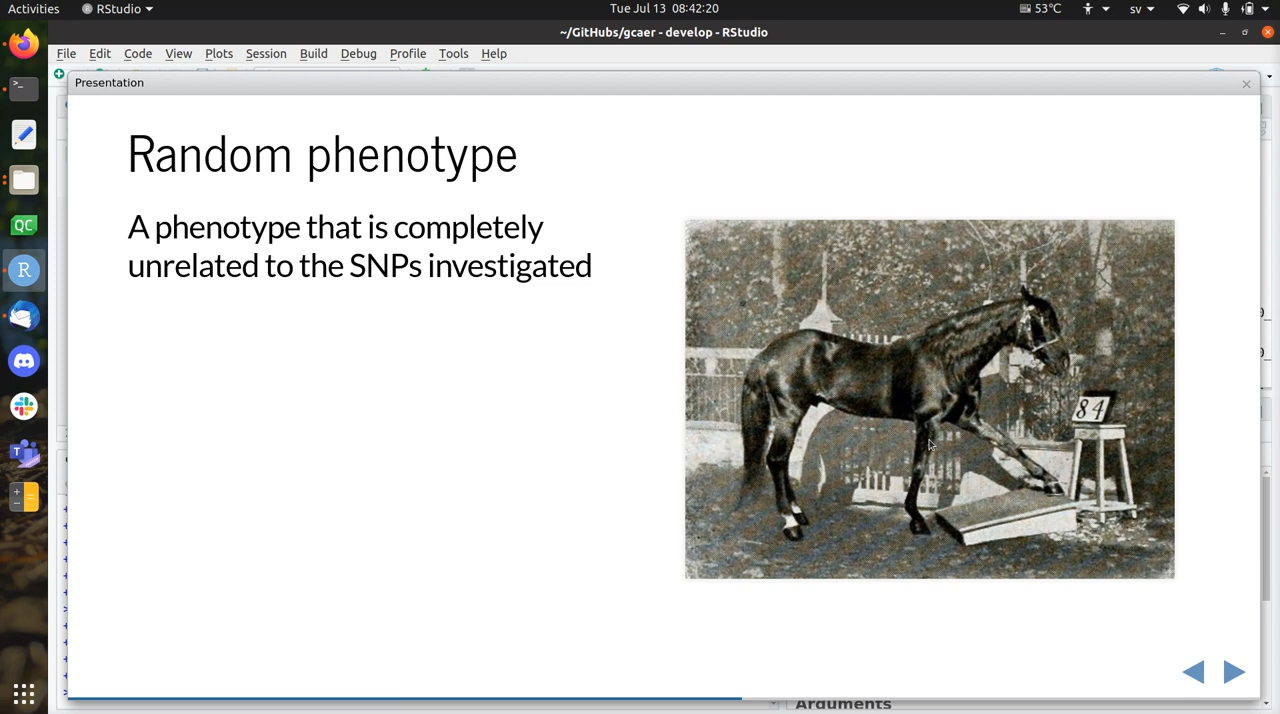 Activities RStudio Tue Jul 13 08:42:20 53°C sv
~/GitHubs/gcaer - develop - RStudio
File Edit Code View Plots Session Build Debug Profile Tools Help
Presentation
Random phenotype
A phenotype that is completely
unrelated to the SNPs investigated
84
QC
R
T
Arguments